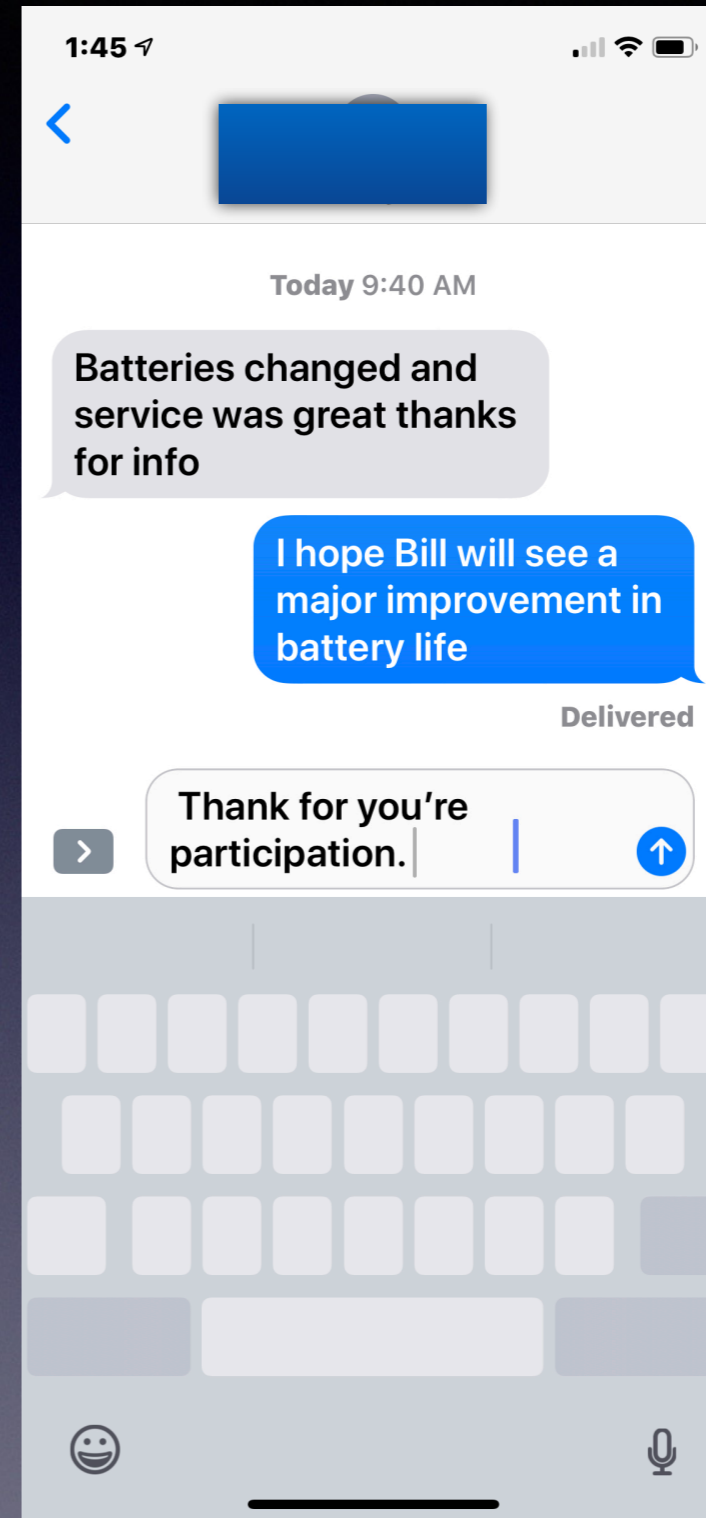 1:45
Today 9:40 AM
Batteries changed and
service was great thanks
for info
I hope Bill will see a
major improvement in
battery life
Delivered
Thank for you’re
participation.